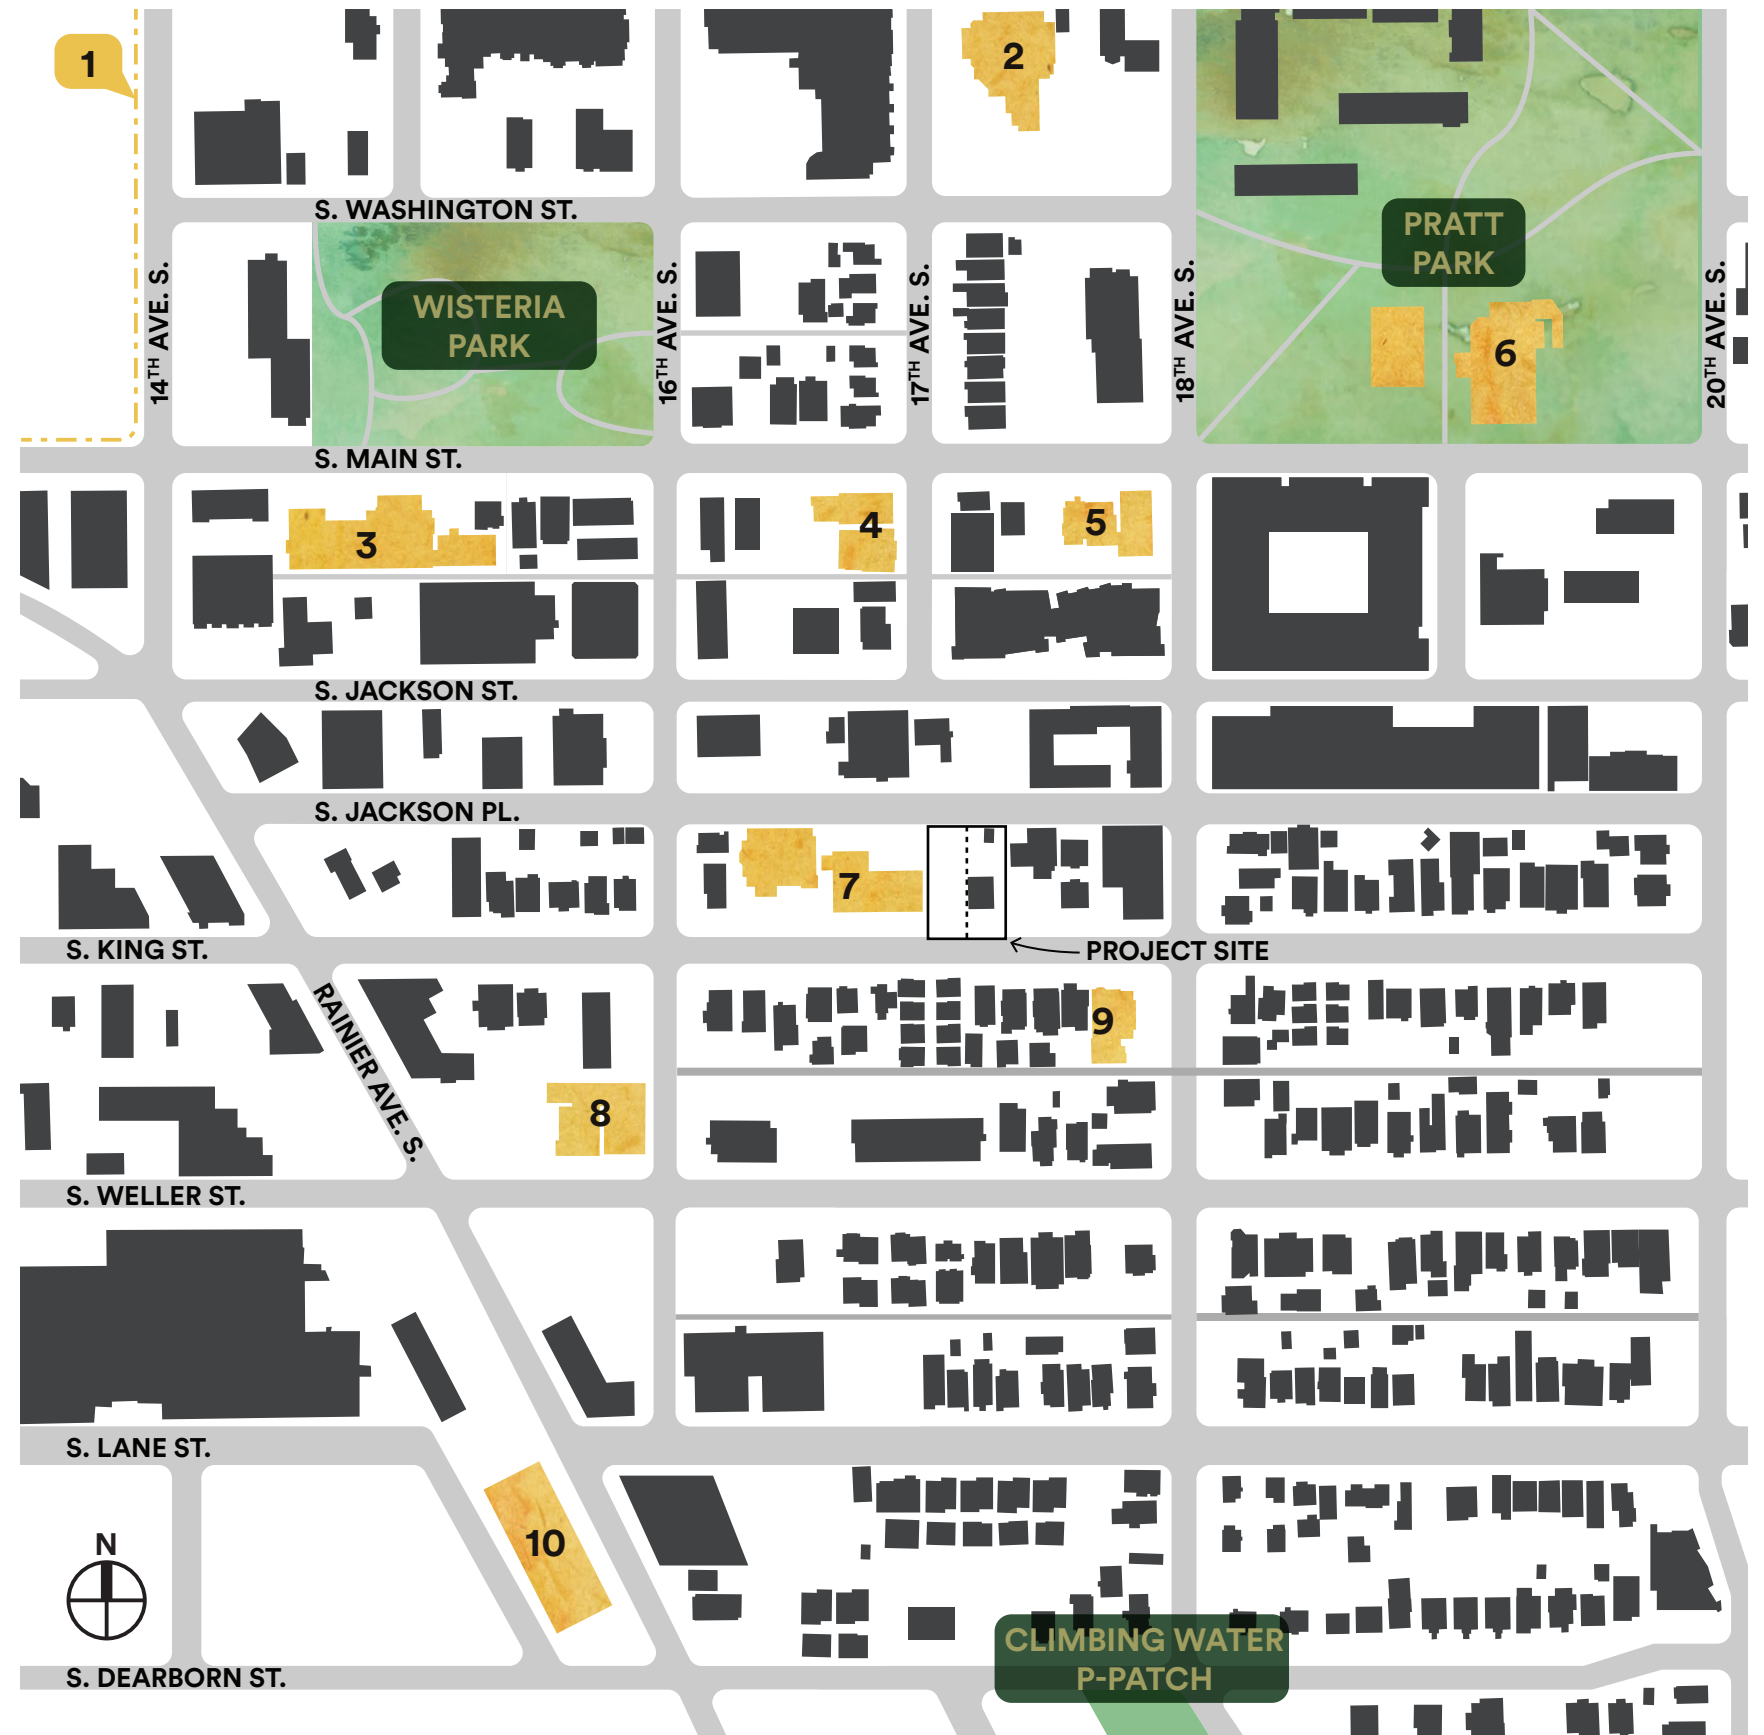 1
2
S. WASHINGTON ST.
PRATT
PARK
14TH AVE. S.
WISTERIA
PARK
16TH AVE. S.
17TH AVE. S.
18TH AVE. S.
20TH AVE. S.
6
S. MAIN ST.
3
4
5
S. JACKSON ST.
S. JACKSON PL.
7
S. KING ST.
PROJECT SITE
RAINIER AVE. S.
9
8
S. WELLER ST.
S. LANE ST.
N
10
CLIMBING WATER
P-PATCH
S. DEARBORN ST.